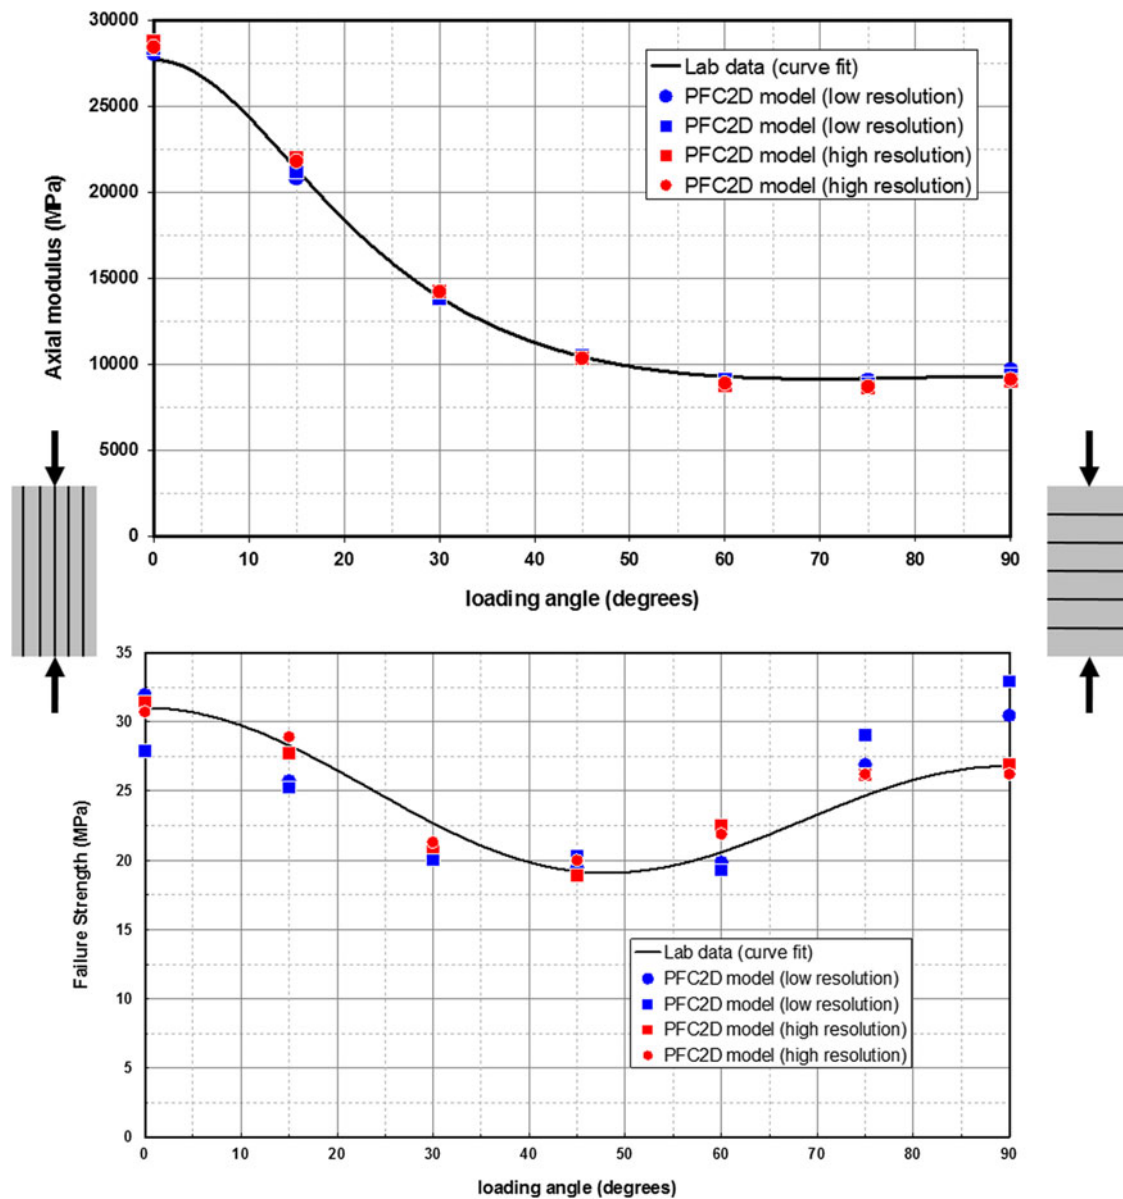 30000
25000
20000
15000
10000
5000
0
Axial modulus (MPa)
Lab data (curve fit)
PFC2D model (low resolution)
PFC2D model (low resolution)
PFC2D model (high resolution)
PFC2D model (high resolution)
0 10 20 30 40 50 60 70 80 90
loading angle (degrees)
35
30
25
20
15
10
5
0
Failure Strength (MPa)
Lab data (curve fit)
PFC2D model (low resolution)
PFC2D model (low resolution)
PFC2D model (high resolution)
PFC2D model (high resolution)
0 10 20 30 40 50 60 70 80 90
loading angle (degrees)